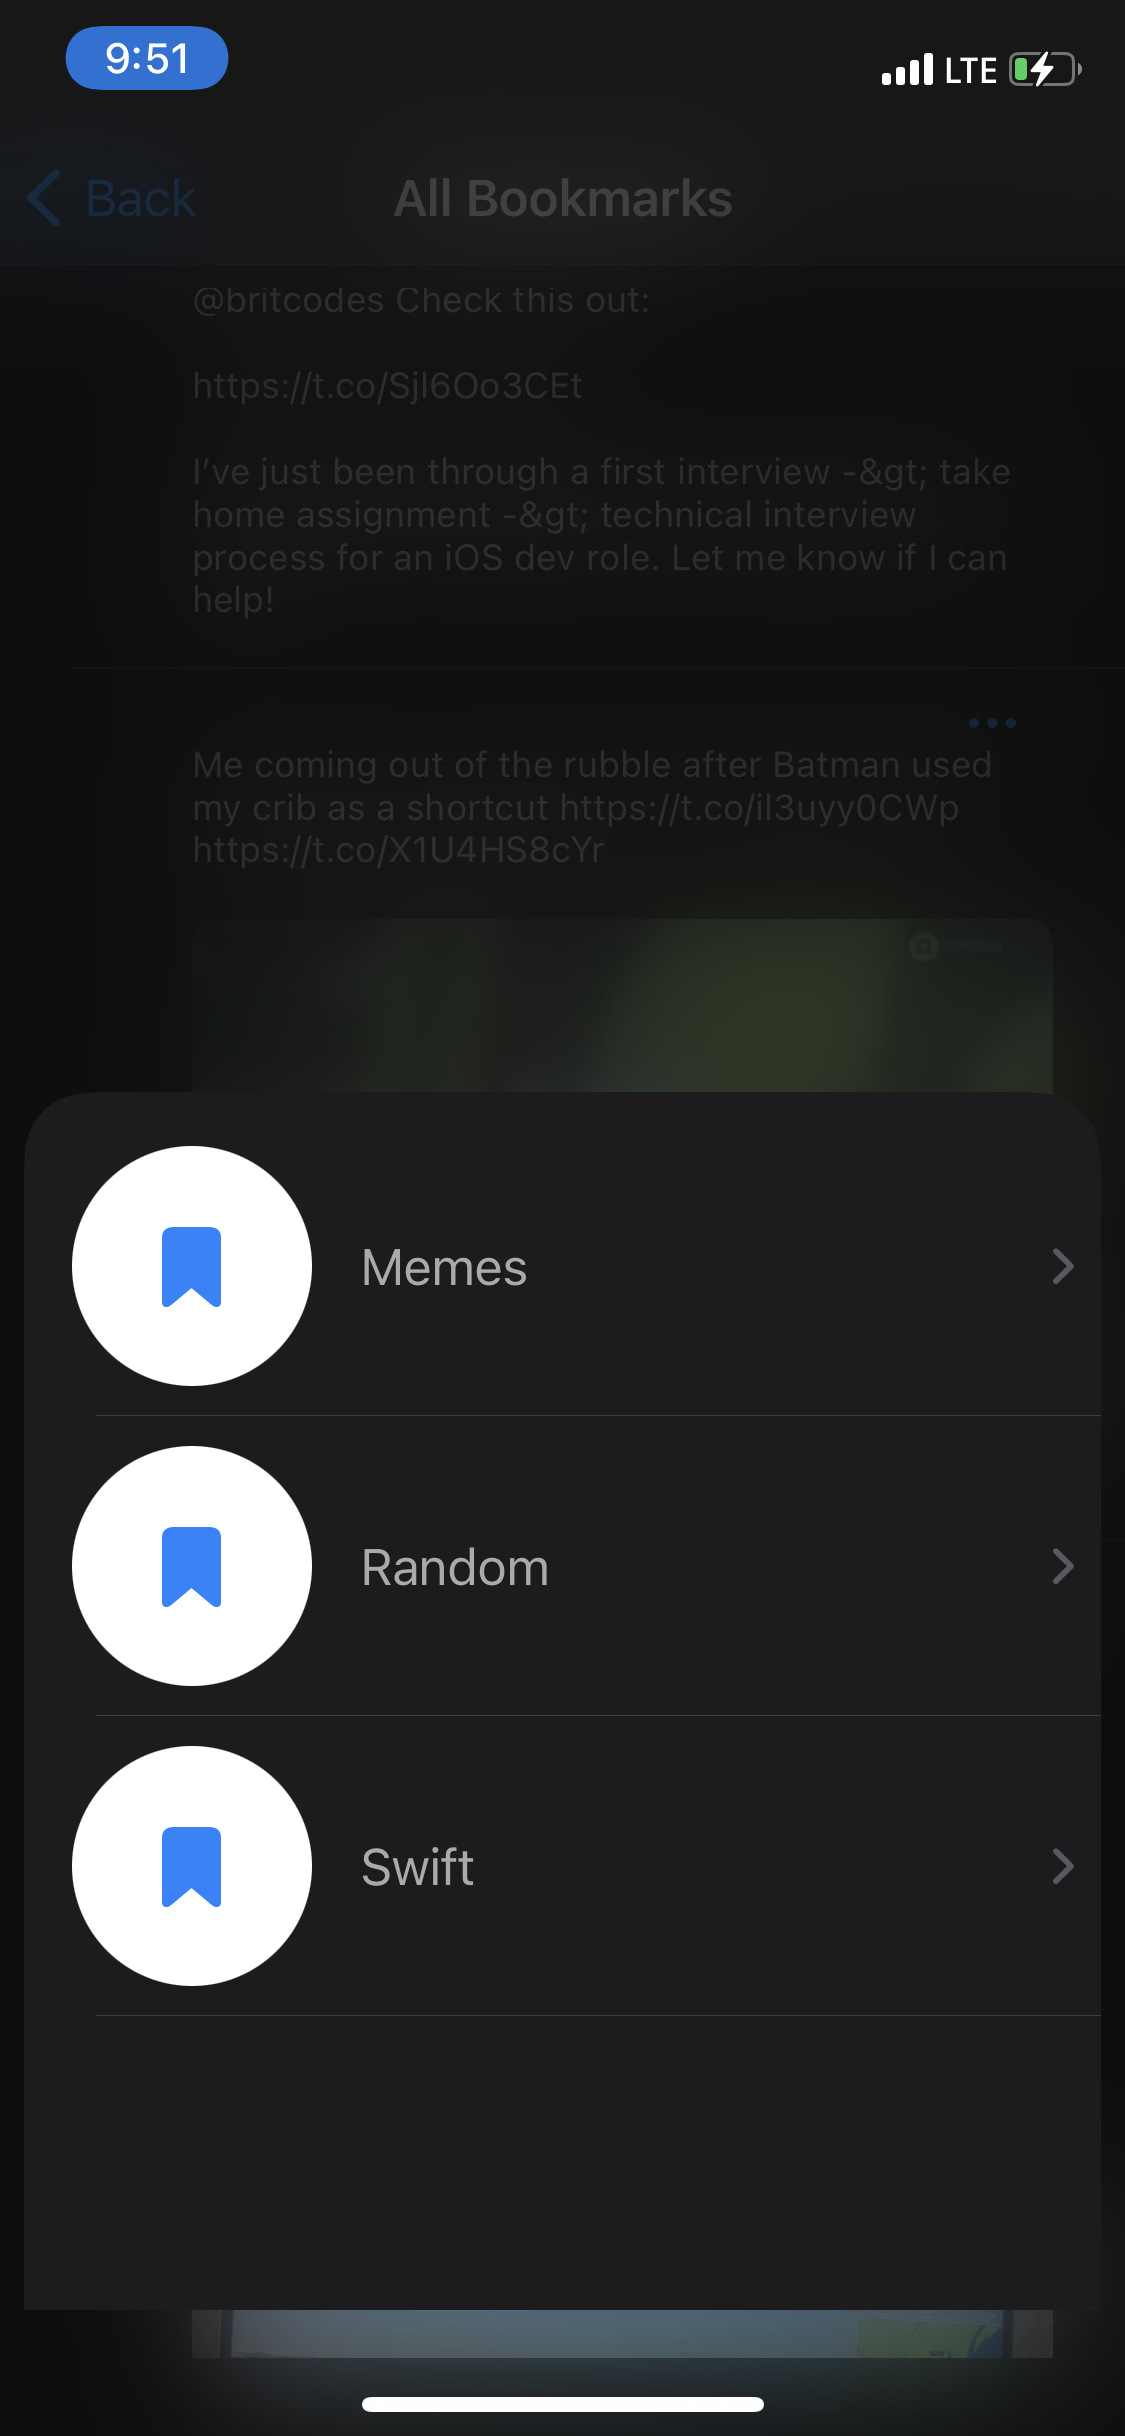 9:51
LTE
Back
All Bookmarks
@britcodes Check this out:
https://t.co/Sjl6Oo3CEt
I’ve just been through a first interview -&gt; take
home assignment -&gt; technical interview
process for an iOS dev role. Let me know if I can
help!
Me coming out of the rubble after Batman used
my crib as a shortcut https://t.co/il3uyy0CWp
https://t.co/X1U4HS8cYr
Memes
Random
Swift